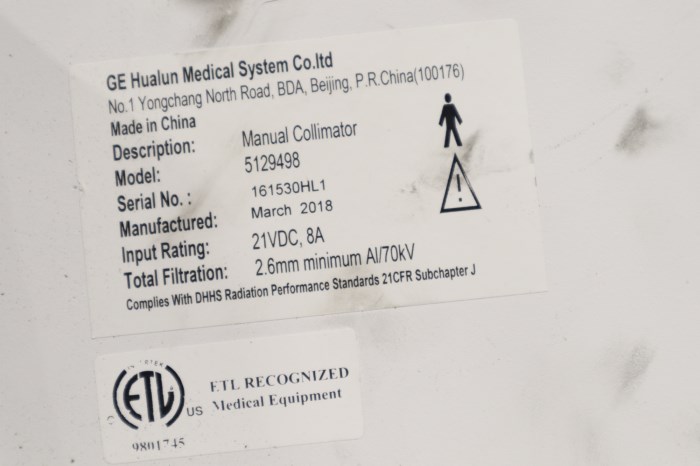 GE Hualun Medical System Co.ltd
No.1 Yongchang North Road, BDA, Beijing, P.R.China(100176)
Made in China
Description: Manual Collimator
Model: 5129498
Serial No. : 161530HL1
Manufactured: March 2018
Input Rating: 21VDC, 8A
Total Filtration: 2.6mm minimum Al/70kV
Complies With DHHS Radiation Performance Standards 21CFR Subchapter J
ETL US
ETL RECOGNIZED
Medical Equipment
9801745